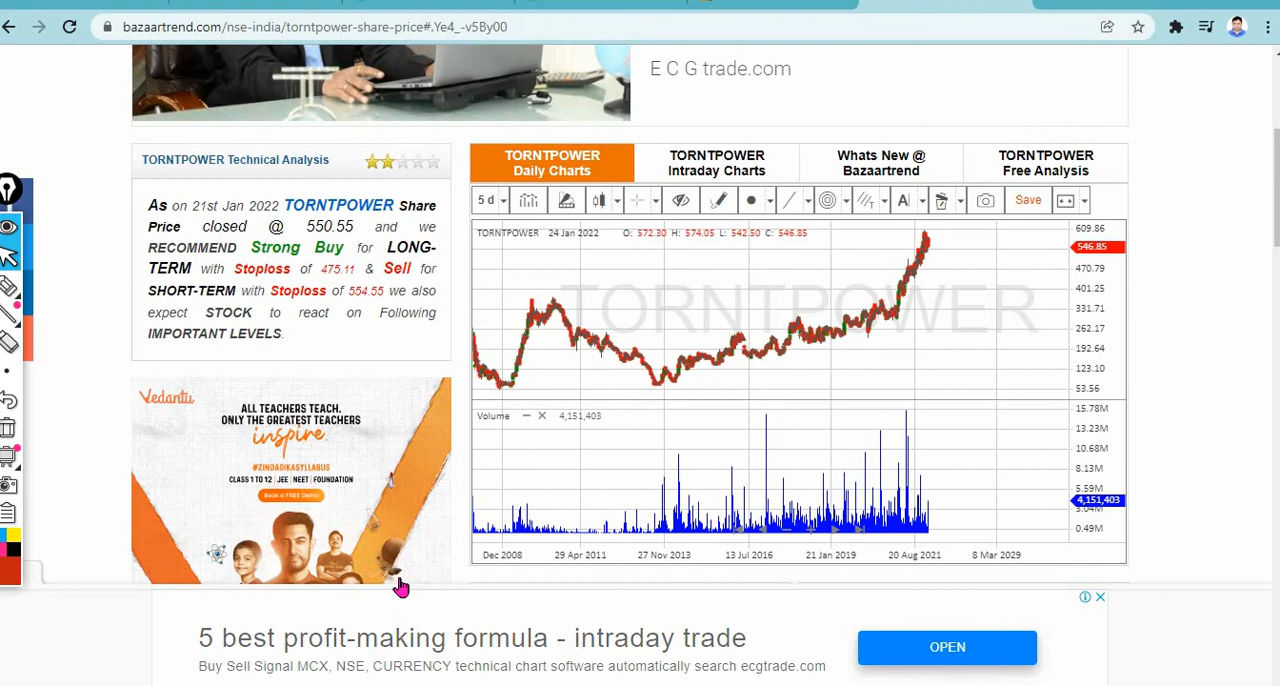 bazaartrend.com/nse-india/torntpower-share-price#.Ye4_-v5By00
E C G trade.com
TORNTPOWER Technical Analysis
As on 21st Jan 2022 TORNTPOWER Share
Price closed @ 550.55 and we
RECOMMEND Strong Buy for LONG-
TERM with Stoploss of 475.11 & Sell for
SHORT-TERM with Stoploss of 554.55 we also
expect STOCK to react on Following
IMPORTANT LEVELS.
TORNTPOWER
Daily Charts
TORNTPOWER
Intraday Charts
Whats New @
Bazaartrend
TORNTPOWER
Free Analysis
5 d
A
Save
TORNTPOWER 24 Jan 2022 O: 572.30 H: 574.05 L: 542.50 C: 546.85
TORNTPOWER
609.86
546.85
470.79
401.25
331.71
262.17
192.64
123.10
53.56
Volume 4,151,403
15.78M
13.23M
10.68M
8.13M
5.59M
4,151,403
3.04M
0.49M
Dec 2008 29 Apr 2011 27 Nov 2013 13 Jul 2016 21 Jan 2019 20 Aug 2021 8 Mar 2029
Vedantu
ALL TEACHERS TEACH.
ONLY THE GREATEST TEACHERS
inspire.
#ZINDAGIKASYLLABUS
CLASS 1 TO 12 | JEE | NEET | FOUNDATION
Book a FREE Demo
5 best profit-making formula - intraday trade
Buy Sell Signal MCX, NSE, CURRENCY technical chart software automatically search ecgtrade.com
OPEN